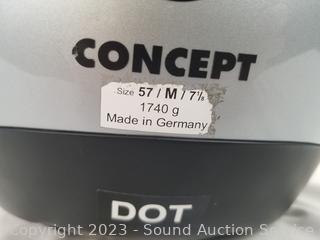 CONCEPT
Size 57 / M / 7⅛
1740 g
Made in Germany
DOT
Copyright 2023 - Sound Auction Service